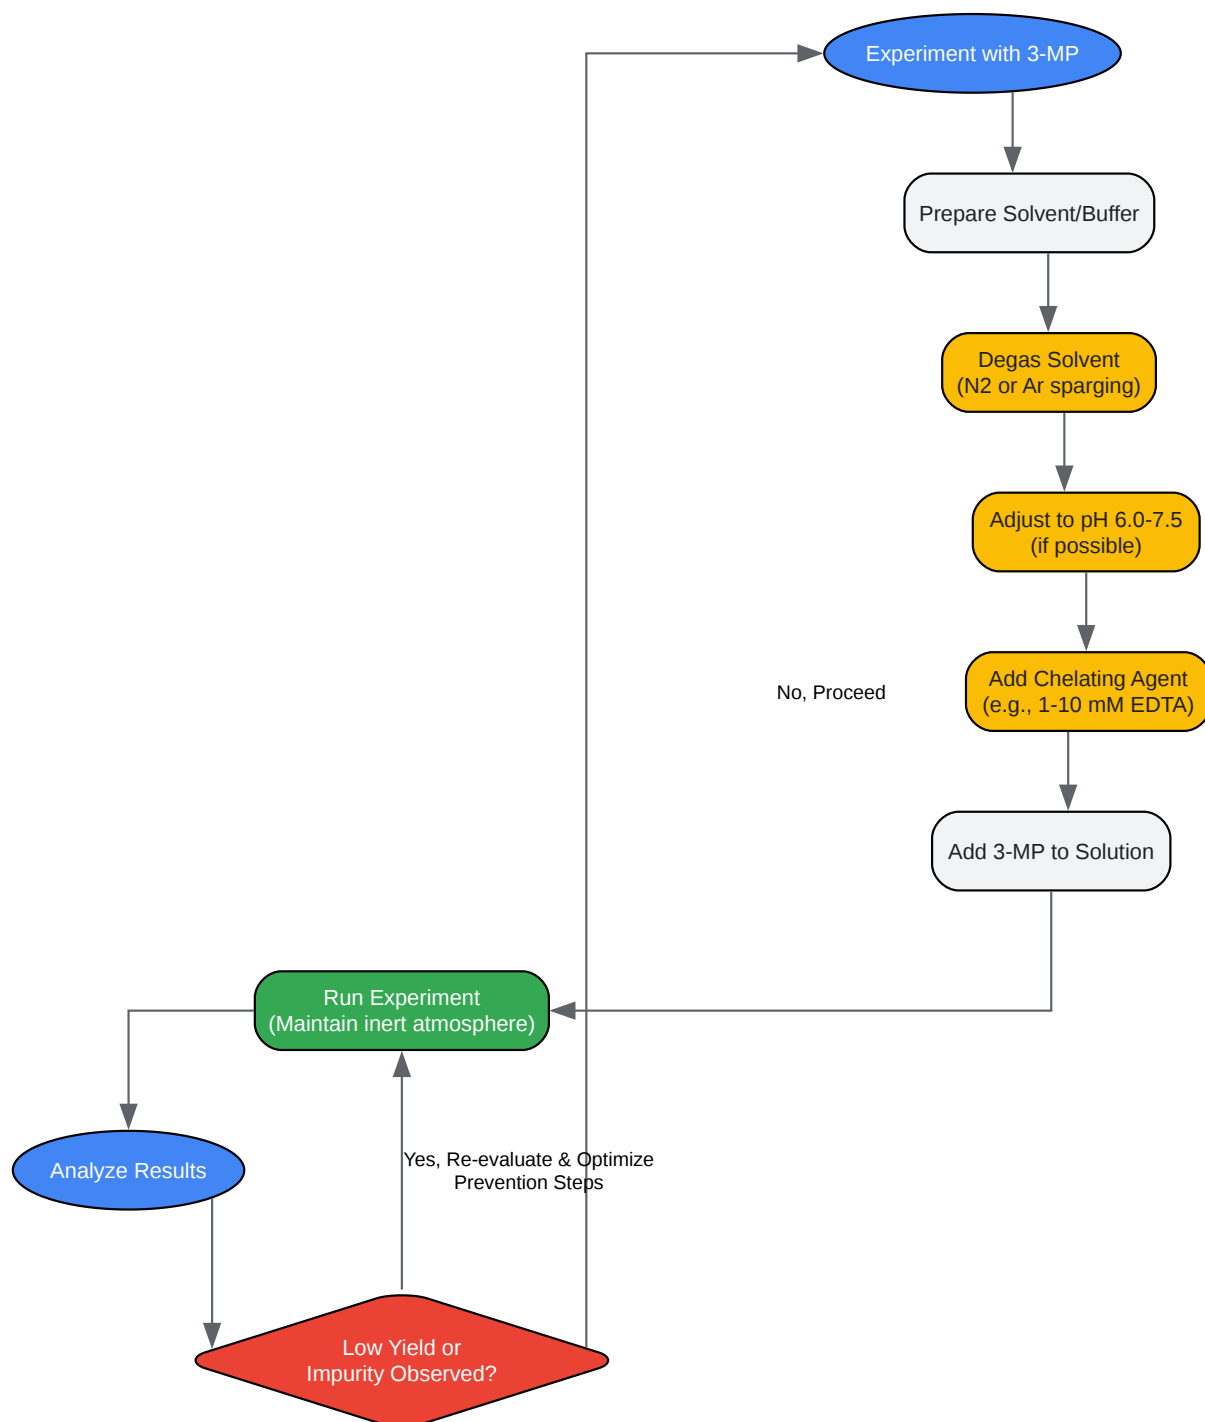 Experiment with 3-MP
Prepare Solvent/Buffer
Degas Solvent
(N2 or Ar sparging)
Adjust to pH 6.0-7.5
(if possible)
No, Proceed
Add Chelating Agent
(e.g., 1-10 mM EDTA)
Add 3-MP to Solution
Run Experiment
(Maintain inert atmosphere)
Analyze Results
Yes, Re-evaluate & Optimize
Prevention Steps
Low Yield or
Impurity Observed?